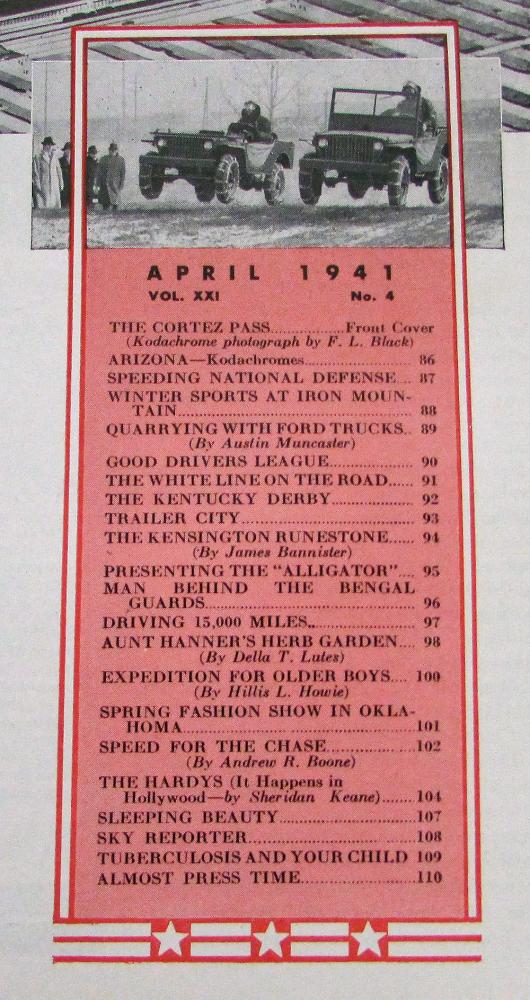 APRIL 1941
VOL. XXI No. 4
THE CORTEZ PASS................Front Cover
(Kodachrome photograph by F. L. Black)
ARIZONA—Kodachromes.................... 86
SPEEDING NATIONAL DEFENSE... 87
WINTER SPORTS AT IRON MOUN-
TAIN.......................................... 88
QUARRYING WITH FORD TRUCKS.. 89
(By Austin Muncaster)
GOOD DRIVERS LEAGUE............... 90
THE WHITE LINE ON THE ROAD...... 91
THE KENTUCKY DERBY............... 92
TRAILER CITY............................... 93
THE KENSINGTON RUNESTONE...... 94
(By James Bannister)
PRESENTING THE "ALLIGATOR".... 95
MAN BEHIND THE BENGAL
GUARDS..................................... 96
DRIVING 15,000 MILES.................. 97
AUNT HANNER'S HERB GARDEN.... 98
(By Della T. Lutes)
EXPEDITION FOR OLDER BOYS.... 100
(By Hillis L. Howie)
SPRING FASHION SHOW IN OKLA-
HOMA..........................................101
SPEED FOR THE CHASE................102
(By Andrew R. Boone)
THE HARDYS (It Happens in
Hollywood—by Sheridan Keane).......104
SLEEPING BEAUTY........................107
SKY REPORTER..............................108
TUBERCULOSIS AND YOUR CHILD 109
ALMOST PRESS TIME.....................110